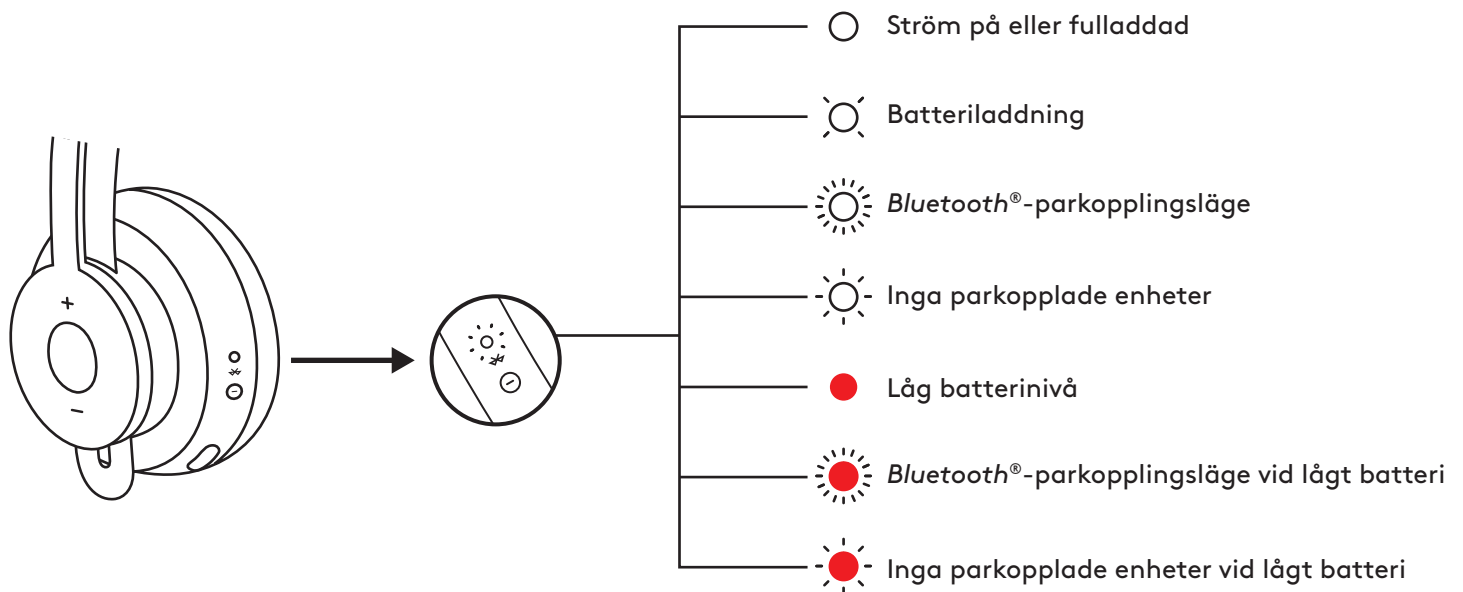 Ström på eller fulladdad
Batteriladdning
Bluetooth®-parkopplingsläge
Inga parkopplade enheter
Låg batterinivå
Bluetooth®-parkopplingsläge vid lågt batteri
Inga parkopplade enheter vid lågt batteri